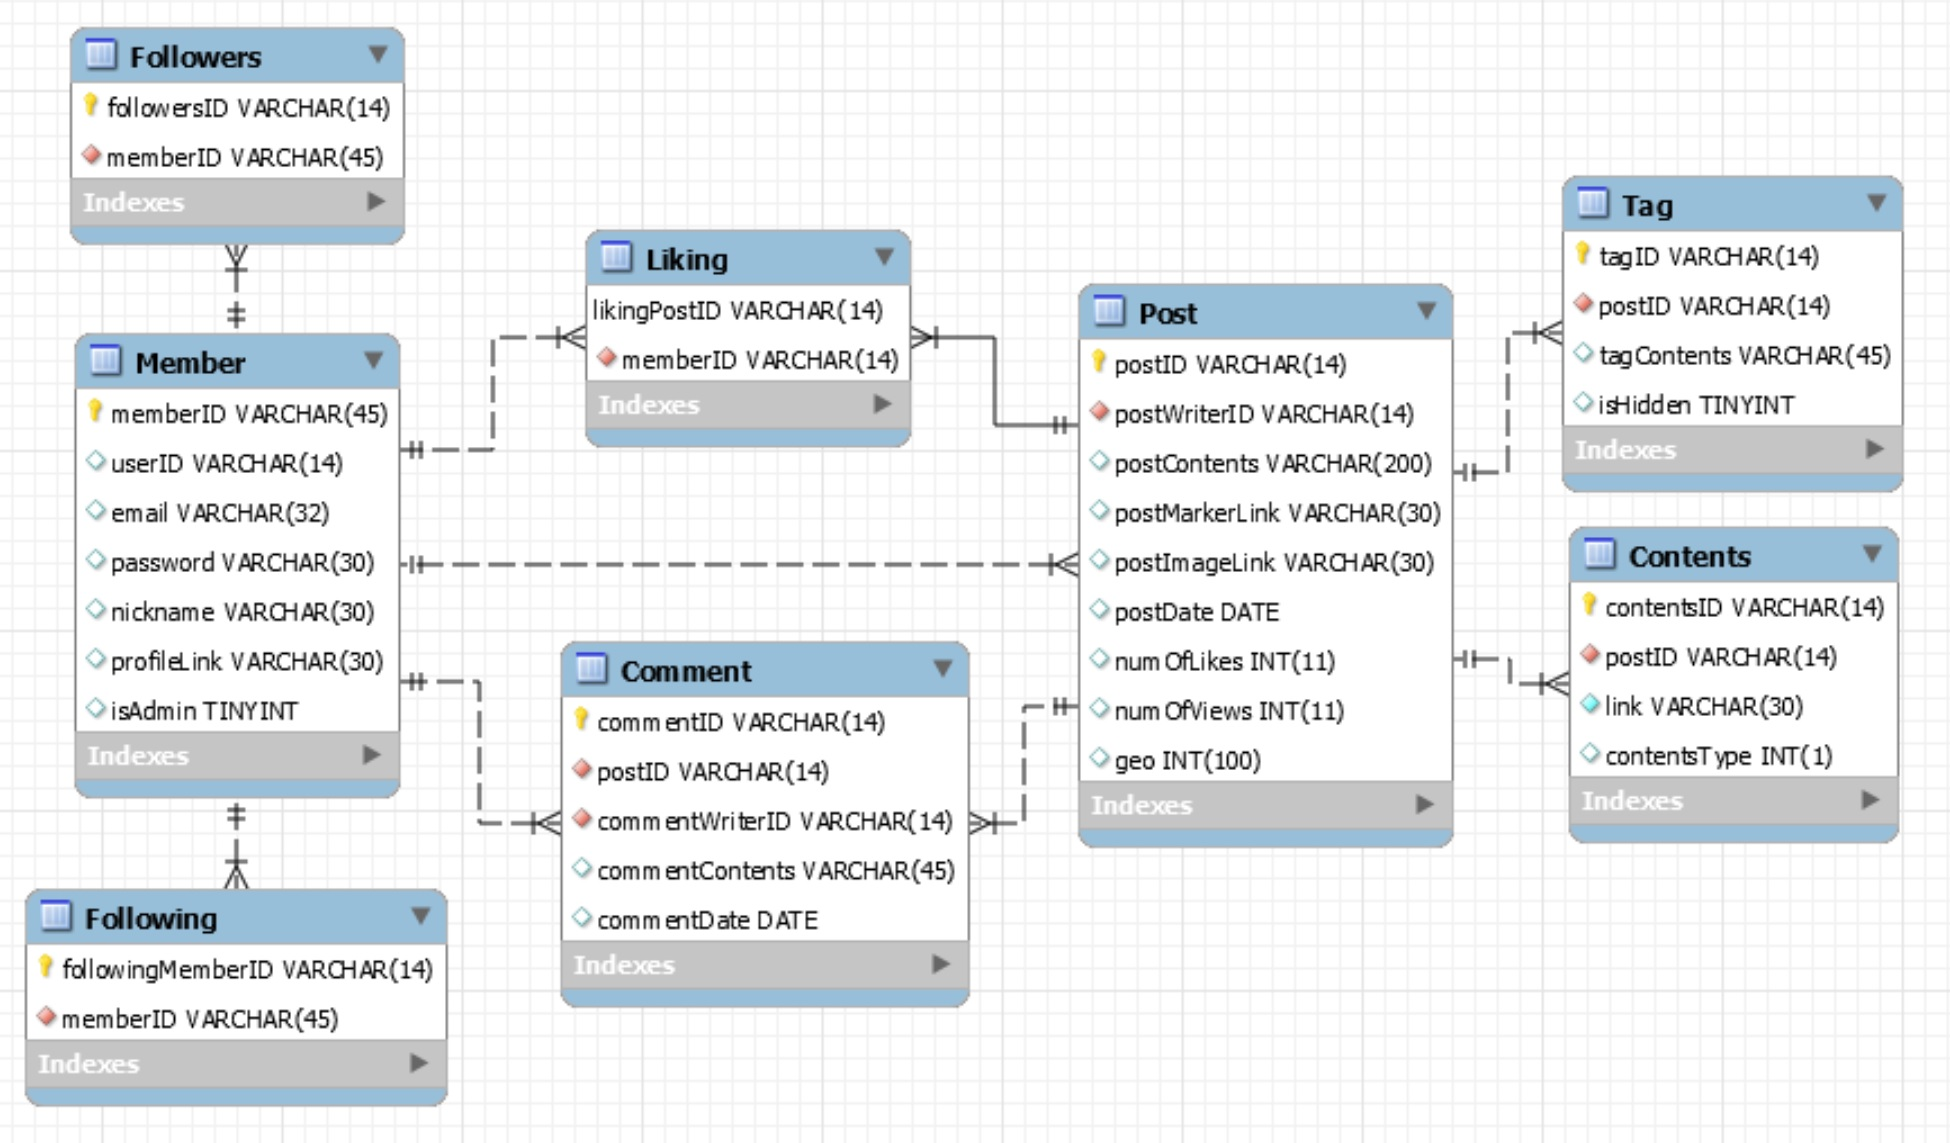 Followers
followersID VARCHAR(14)
memberID VARCHAR(45)
Indexes
Member
memberID VARCHAR(45)
userID VARCHAR(14)
email VARCHAR(32)
password VARCHAR(30)
nickname VARCHAR(30)
profileLink VARCHAR(30)
isAdmin TINYINT
Indexes
Following
followingMemberID VARCHAR(14)
memberID VARCHAR(45)
Indexes
Liking
likingPostID VARCHAR(14)
memberID VARCHAR(14)
Indexes
Comment
commentID VARCHAR(14)
postID VARCHAR(14)
commentWriterID VARCHAR(14)
commentContents VARCHAR(45)
commentDate DATE
Indexes
Post
postID VARCHAR(14)
postWriterID VARCHAR(14)
postContents VARCHAR(200)
postMarkerLink VARCHAR(30)
postImageLink VARCHAR(30)
postDate DATE
numOfLikes INT(11)
numOfViews INT(11)
geo INT(100)
Indexes
Tag
tagID VARCHAR(14)
postID VARCHAR(14)
tagContents VARCHAR(45)
isHidden TINYINT
Indexes
Contents
contentsID VARCHAR(14)
postID VARCHAR(14)
link VARCHAR(30)
contentsType INT(1)
Indexes